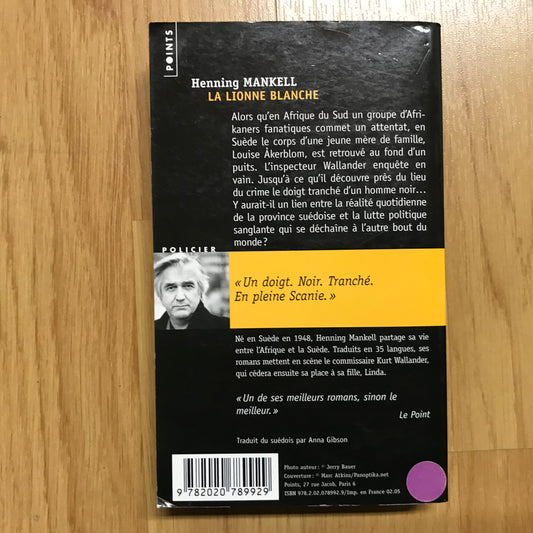 POINTS
Henning MANKELL
LA LIONNE BLANCHE
Alors qu'en Afrique du Sud un groupe d'Afri-
kaners fanatiques commet un attentat, en
Suède le corps d'une jeune mère de famille,
Louise Åkerblom, est retrouvé au fond d'un
puits. L'inspecteur Wallander enquête en
vain. Jusqu'à ce qu'il découvre près du lieu
du crime le doigt tranché d'un homme noir…
Y aurait-il un lien entre la réalité quotidienne
de la province suédoise et la lutte politique
sanglante qui se déchaîne à l'autre bout du
monde ?
POLICIER
« Un doigt. Noir. Tranché.
En pleine Scanie. »
Né en Suède en 1948, Henning Mankell partage sa vie
entre l'Afrique et la Suède. Traduits en 35 langues, ses
romans mettent en scène le commissaire Kurt Wallander,
qui cédera ensuite sa place à sa fille, Linda.
« Un de ses meilleurs romans, sinon le
meilleur. »
Le Point
Traduit du suédois par Anna Gibson
9 782020 789929
Photo auteur : © Jerry Bauer
Couverture : © Marc Atkins/Panoptika.net
Points, 27 rue Jacob, Paris 6
ISBN 978.2.02.078992.9/Imp. en France 02.05